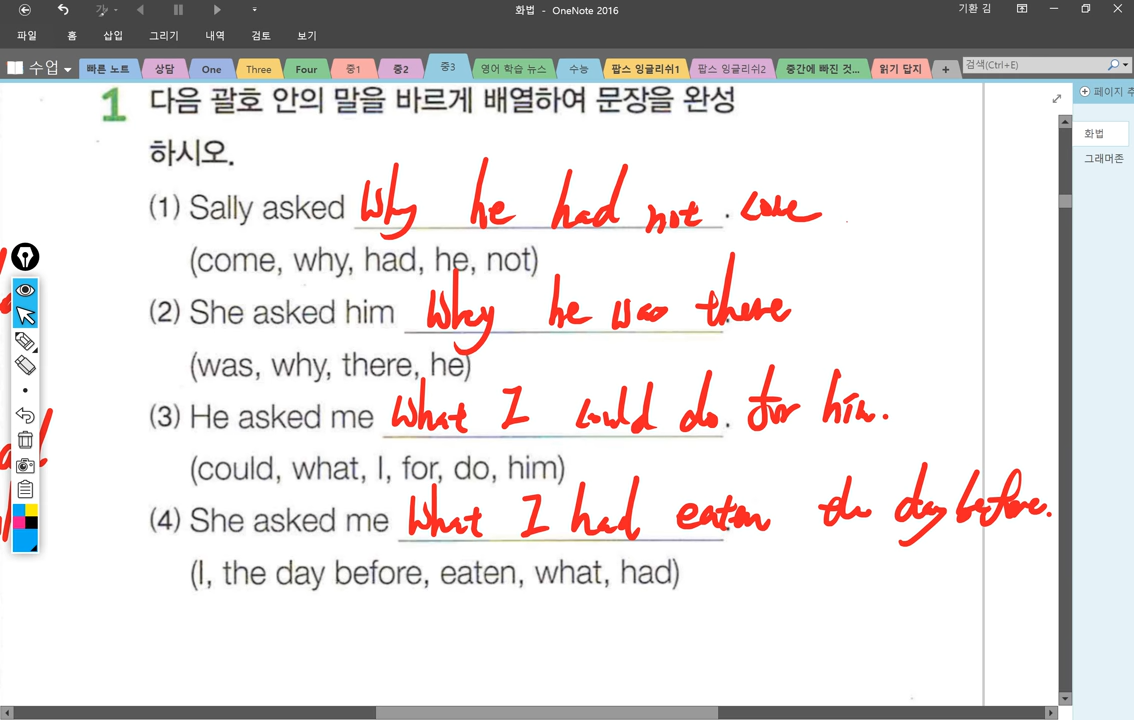 화법 - OneNote 2016
기환 김
파일 홈 삽입 그리기 내역 검토 보기
수업 빠른 노트 상담 One Three Four 중1 중2 중3 영어 학습 뉴스 수능 팝스 잉글리쉬1 팝스 잉글리쉬2 중간에 빠진 것... 읽기 답지 + 검색(Ctrl+E)
페이지 추
화법
그래머존
1 다음 괄호 안의 말을 바르게 배열하여 문장을 완성
하시오.
(1) Sally asked why he had not . come
(come, why, had, he, not)
(2) She asked him why he was there
(was, why, there, he)
(3) He asked me what I could do . for him.
(could, what, I, for, do, him)
(4) She asked me what I had eaten the day before.
(I, the day before, eaten, what, had)